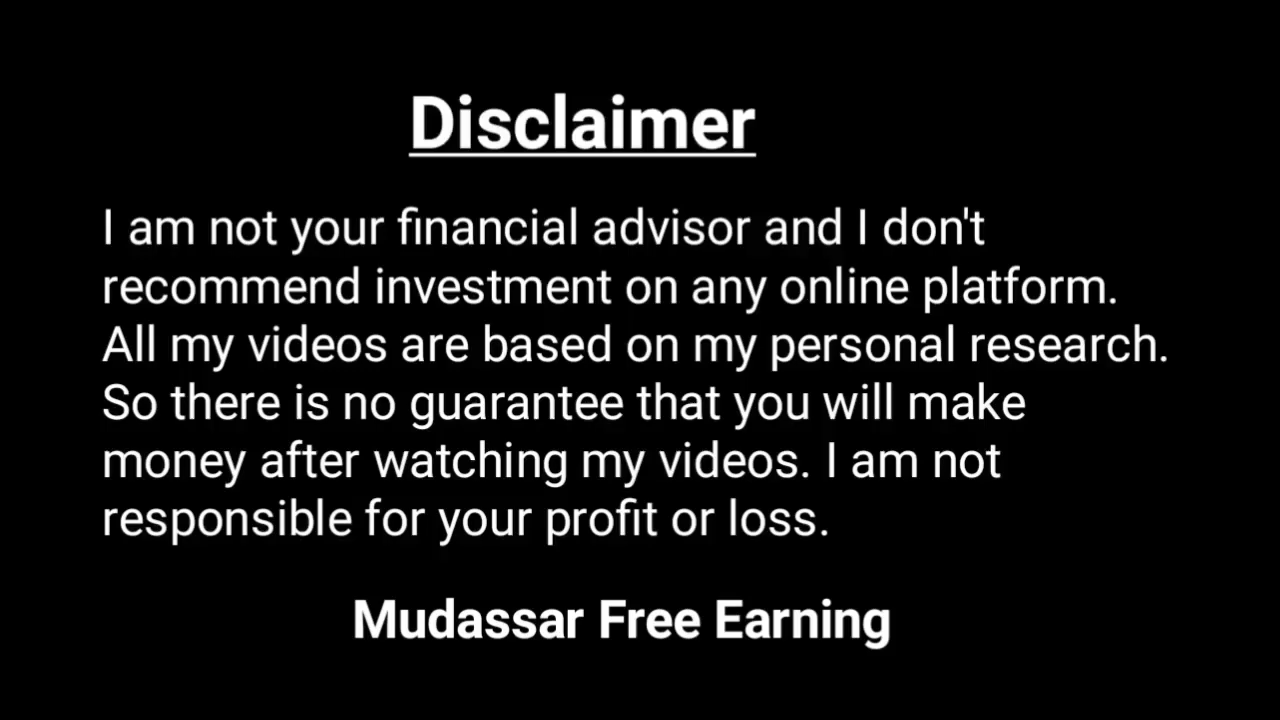 Disclaimer
I am not your financial advisor and I don't
recommend investment on any online platform.
All my videos are based on my personal research.
So there is no guarantee that you will make
money after watching my videos. I am not
responsible for your profit or loss.
Mudassar Free Earning